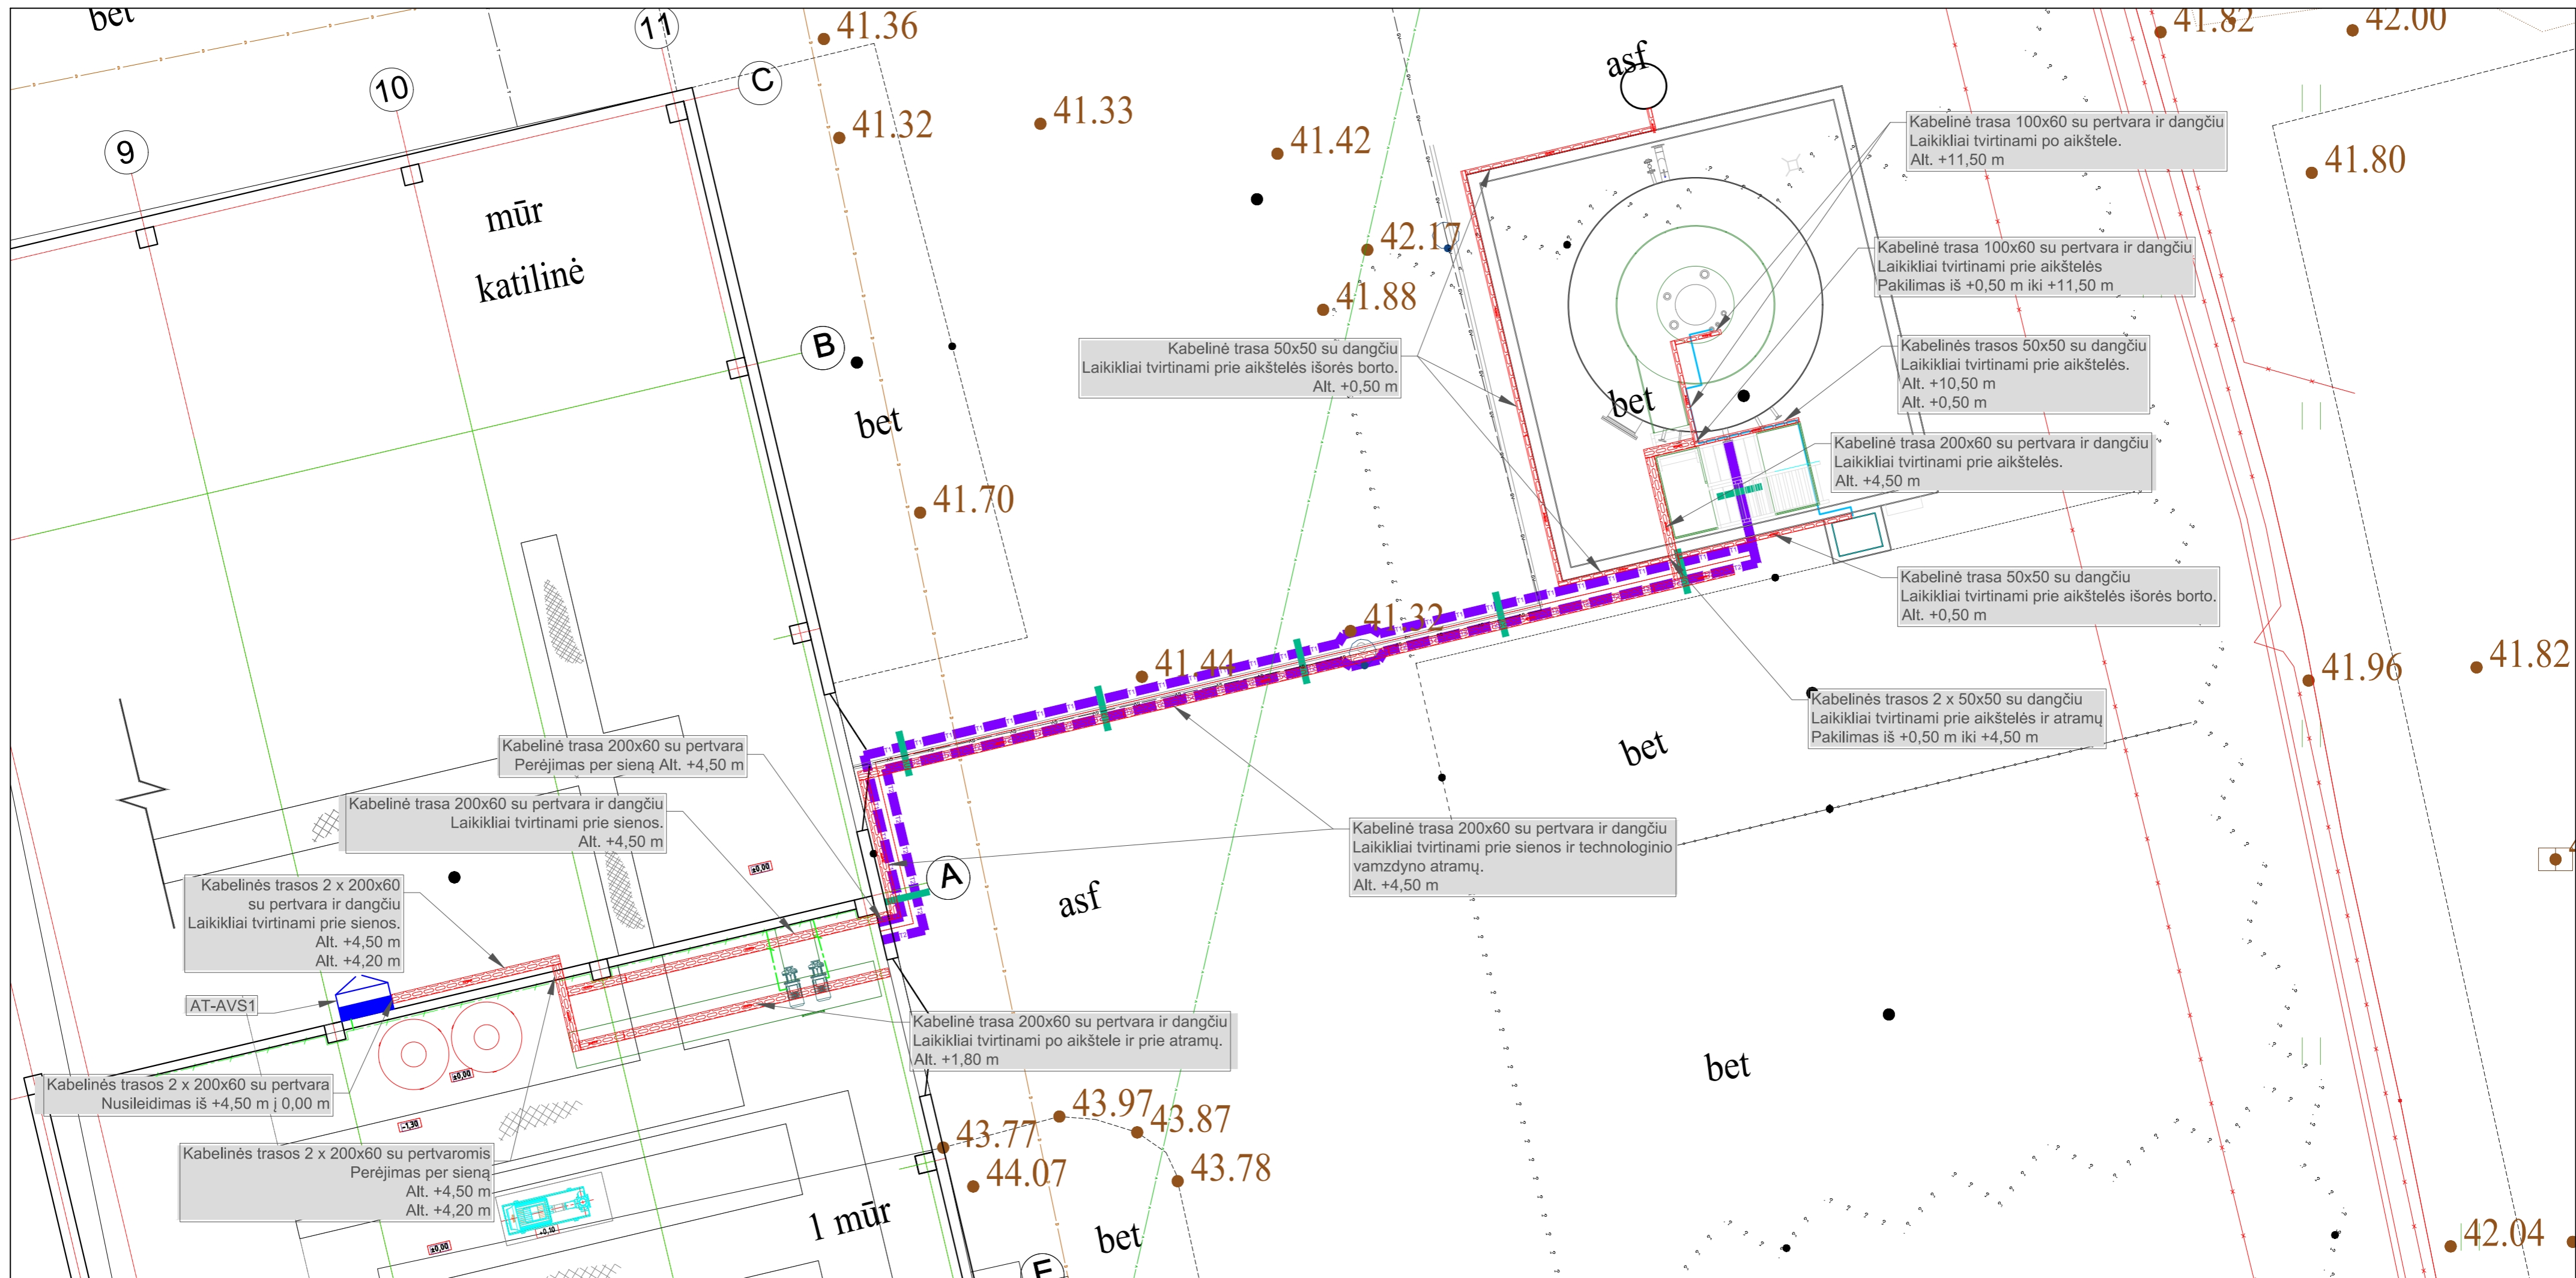 bet
11
41.36
asf
41.82
42.00
10
C
9
41.32
41.33
41.42
41.80
Kabelinė trasa 100x60 su pertvara ir dangčiu
Laikikliai tvirtinami po aikštele.
Alt. +11,50 m
mūr
katilinė
42.17
41.88
Kabelinė trasa 100x60 su pertvara ir dangčiu
Laikikliai tvirtinami prie aikštelės
Pakilimas iš +0,50 m iki +11,50 m
B
Kabelinė trasa 50x50 su dangčiu
Laikikliai tvirtinami prie aikštelės išorės borto.
Alt. +0,50 m
Kabelinės trasos 50x50 su dangčiu
Laikikliai tvirtinami prie aikštelės.
Alt. +10,50 m
Alt. +0,50 m
bet
bet
Kabelinė trasa 200x60 su pertvara ir dangčiu
Laikikliai tvirtinami prie aikštelės.
Alt. +4,50 m
41.70
Kabelinė trasa 50x50 su dangčiu
Laikikliai tvirtinami prie aikštelės išorės borto.
Alt. +0,50 m
41.32
41.44
41.96
41.82
Kabelinės trasos 2 x 50x50 su dangčiu
Laikikliai tvirtinami prie aikštelės ir atramų
Pakilimas iš +0,50 m iki +4,50 m
bet
Kabelinė trasa 200x60 su pertvara
Perėjimas per sieną Alt. +4,50 m
Kabelinė trasa 200x60 su pertvara ir dangčiu
Laikikliai tvirtinami prie sienos.
Alt. +4,50 m
Kabelinė trasa 200x60 su pertvara ir dangčiu
Laikikliai tvirtinami prie sienos ir technologinio
vamzdyno atramų.
Alt. +4,50 m
±0,00
A
asf
Kabelinės trasos 2 x 200x60
su pertvara ir dangčiu
Laikikliai tvirtinami prie sienos.
Alt. +4,50 m
Alt. +4,20 m
AT-AVS1
Kabelinė trasa 200x60 su pertvara ir dangčiu
Laikikliai tvirtinami po aikštele ir prie atramų.
Alt. +1,80 m
bet
Kabelinės trasos 2 x 200x60 su pertvara
Nusileidimas iš +4,50 m į 0,00 m
±0,00
-1,30
43.97
43.87
43.77
44.07
43.78
Kabelinės trasos 2 x 200x60 su pertvaromis
Perėjimas per sieną
Alt. +4,50 m
Alt. +4,20 m
+0,10
±0,00
1 mūr
bet
42.04